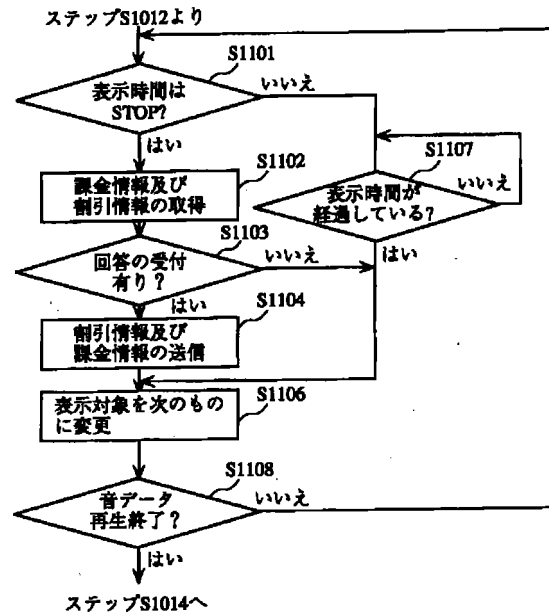 ステップS1012より
S1101
表示時間は
STOP?
いいえ
はい
S1102
課金情報及び
割引情報の取得
S1107
表示時間が
経過している?
いいえ
はい
S1103
回答の受付
有り?
いいえ
はい
S1104
割引情報及び
課金情報の送信
S1106
表示対象を次のもの
に変更
S1108
音データ
再生終了?
いいえ
はい
ステップS1014へ